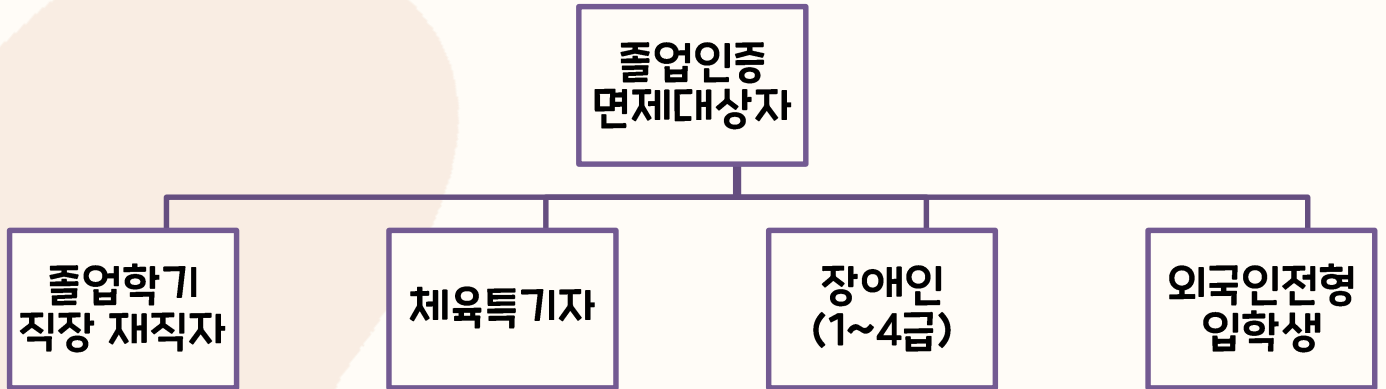 졸업인증
면제대상자
졸업학기
직장 재직자
체육특기자
장애인
(1~4급)
외국인전형
입학생